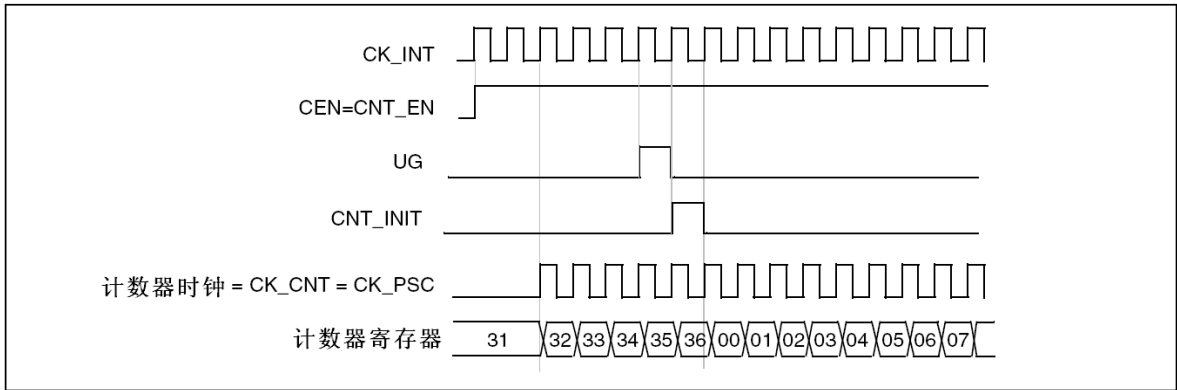 CK_INT
CEN=CNT_EN
UG
CNT_INIT
计数器时钟 = CK_CNT = CK_PSC
计数器寄存器 31 32 33 34 35 36 00 01 02 03 04 05 06 07